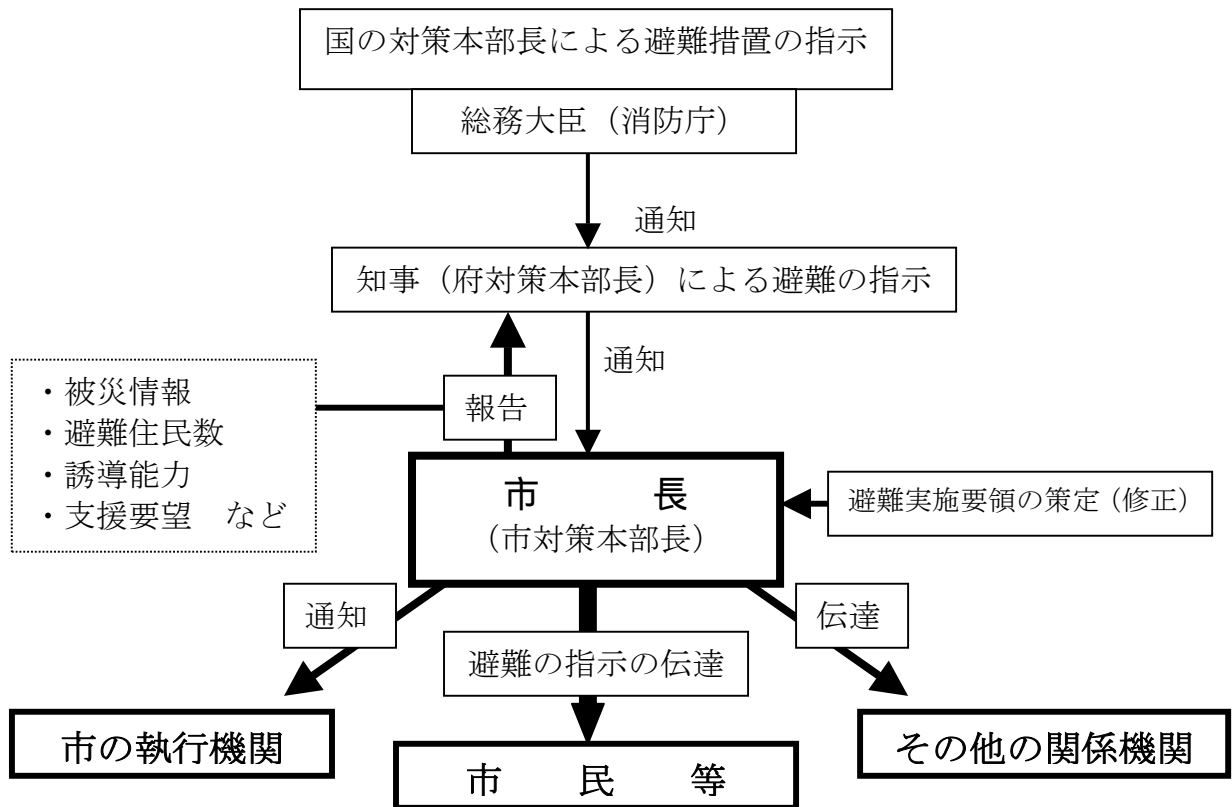 国の対策本部長による避難措置の指示
総務大臣（消防庁）
通知
知事（府対策本部長）による避難の指示
通知
・被災情報
・避難住民数
・誘導能力
・支援要望　など
報告
市　　　長
（市対策本部長）
避難実施要領の策定（修正）
通知
伝達
避難の指示の伝達
市の執行機関
市　民　等
その他の関係機関